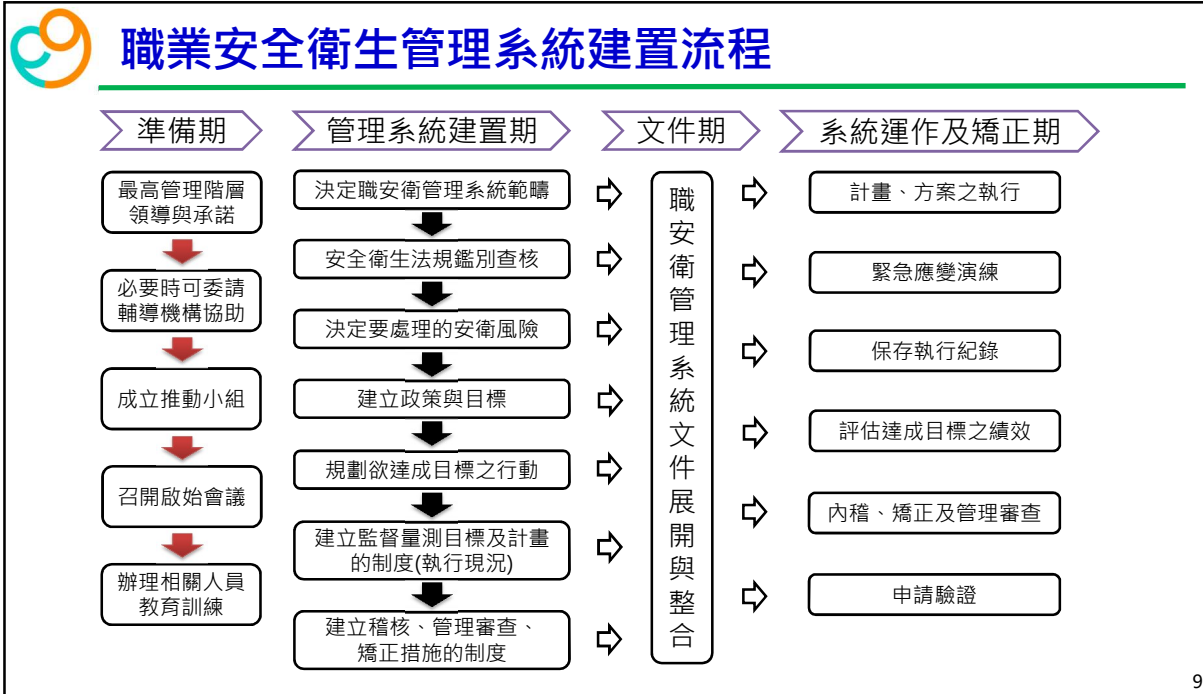 職業安全衛生管理系統建置流程
準備期
最高管理階層
領導與承諾
必要時可委請
輔導機構協助
成立推動小組
召開啟始會議
辦理相關人員
教育訓練
管理系統建置期
決定職安衛管理系統範疇
安全衛生法規鑑別查核
決定要處理的安衛風險
建立政策與目標
規劃欲達成目標之行動
建立監督量測目標及計畫
的制度(執行現況)
建立稽核、管理審查、
矯正措施的制度
文件期
職安衛管理系統文件展開與整合
系統運作及矯正期
計畫、方案之執行
緊急應變演練
保存執行紀錄
評估達成目標之績效
內稽、矯正及管理審查
申請驗證
9